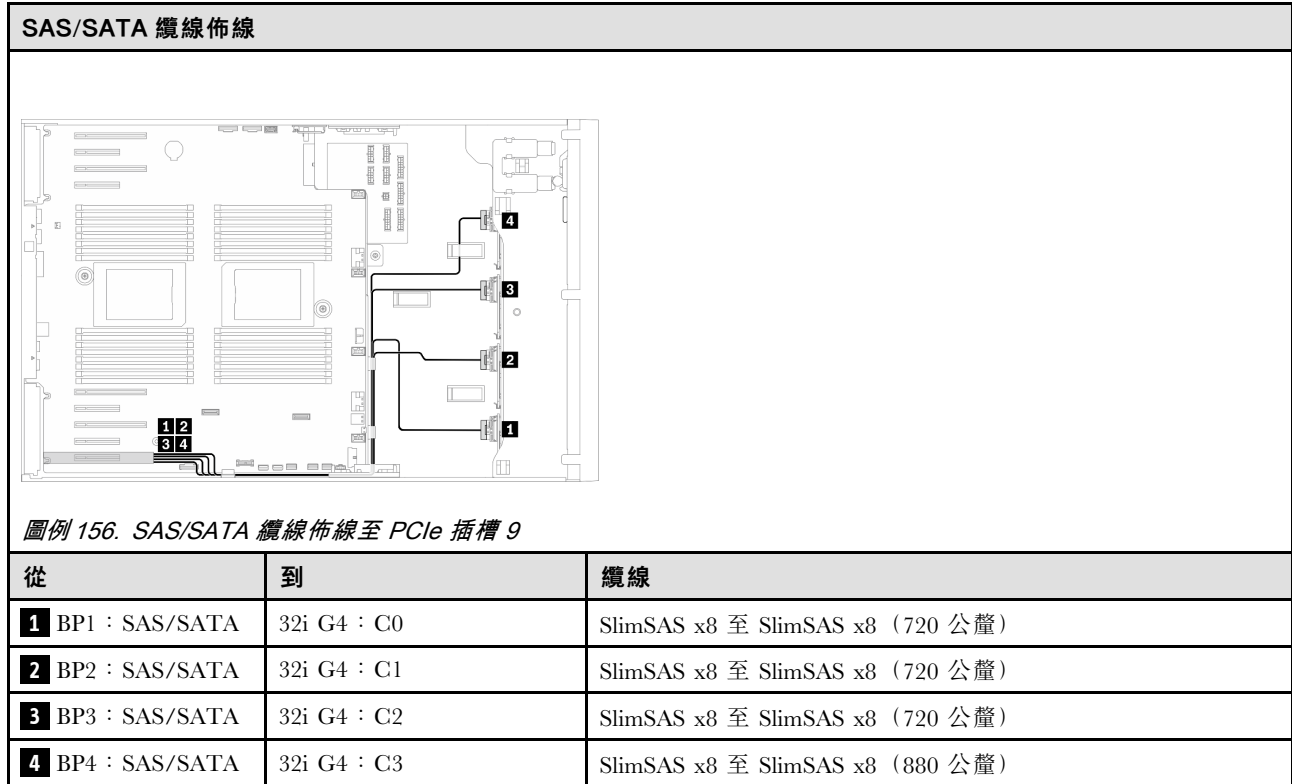 SAS/SATA 纜線佈線
4
3
2
1
1 2
3 4
圖例 156. SAS/SATA 纜線佈線至 PCIe 插槽 9
從 到 纜線
1 BP1：SAS/SATA 32i G4：C0 SlimSAS x8 至 SlimSAS x8（720 公釐）
2 BP2：SAS/SATA 32i G4：C1 SlimSAS x8 至 SlimSAS x8（720 公釐）
3 BP3：SAS/SATA 32i G4：C2 SlimSAS x8 至 SlimSAS x8（720 公釐）
4 BP4：SAS/SATA 32i G4：C3 SlimSAS x8 至 SlimSAS x8（880 公釐）